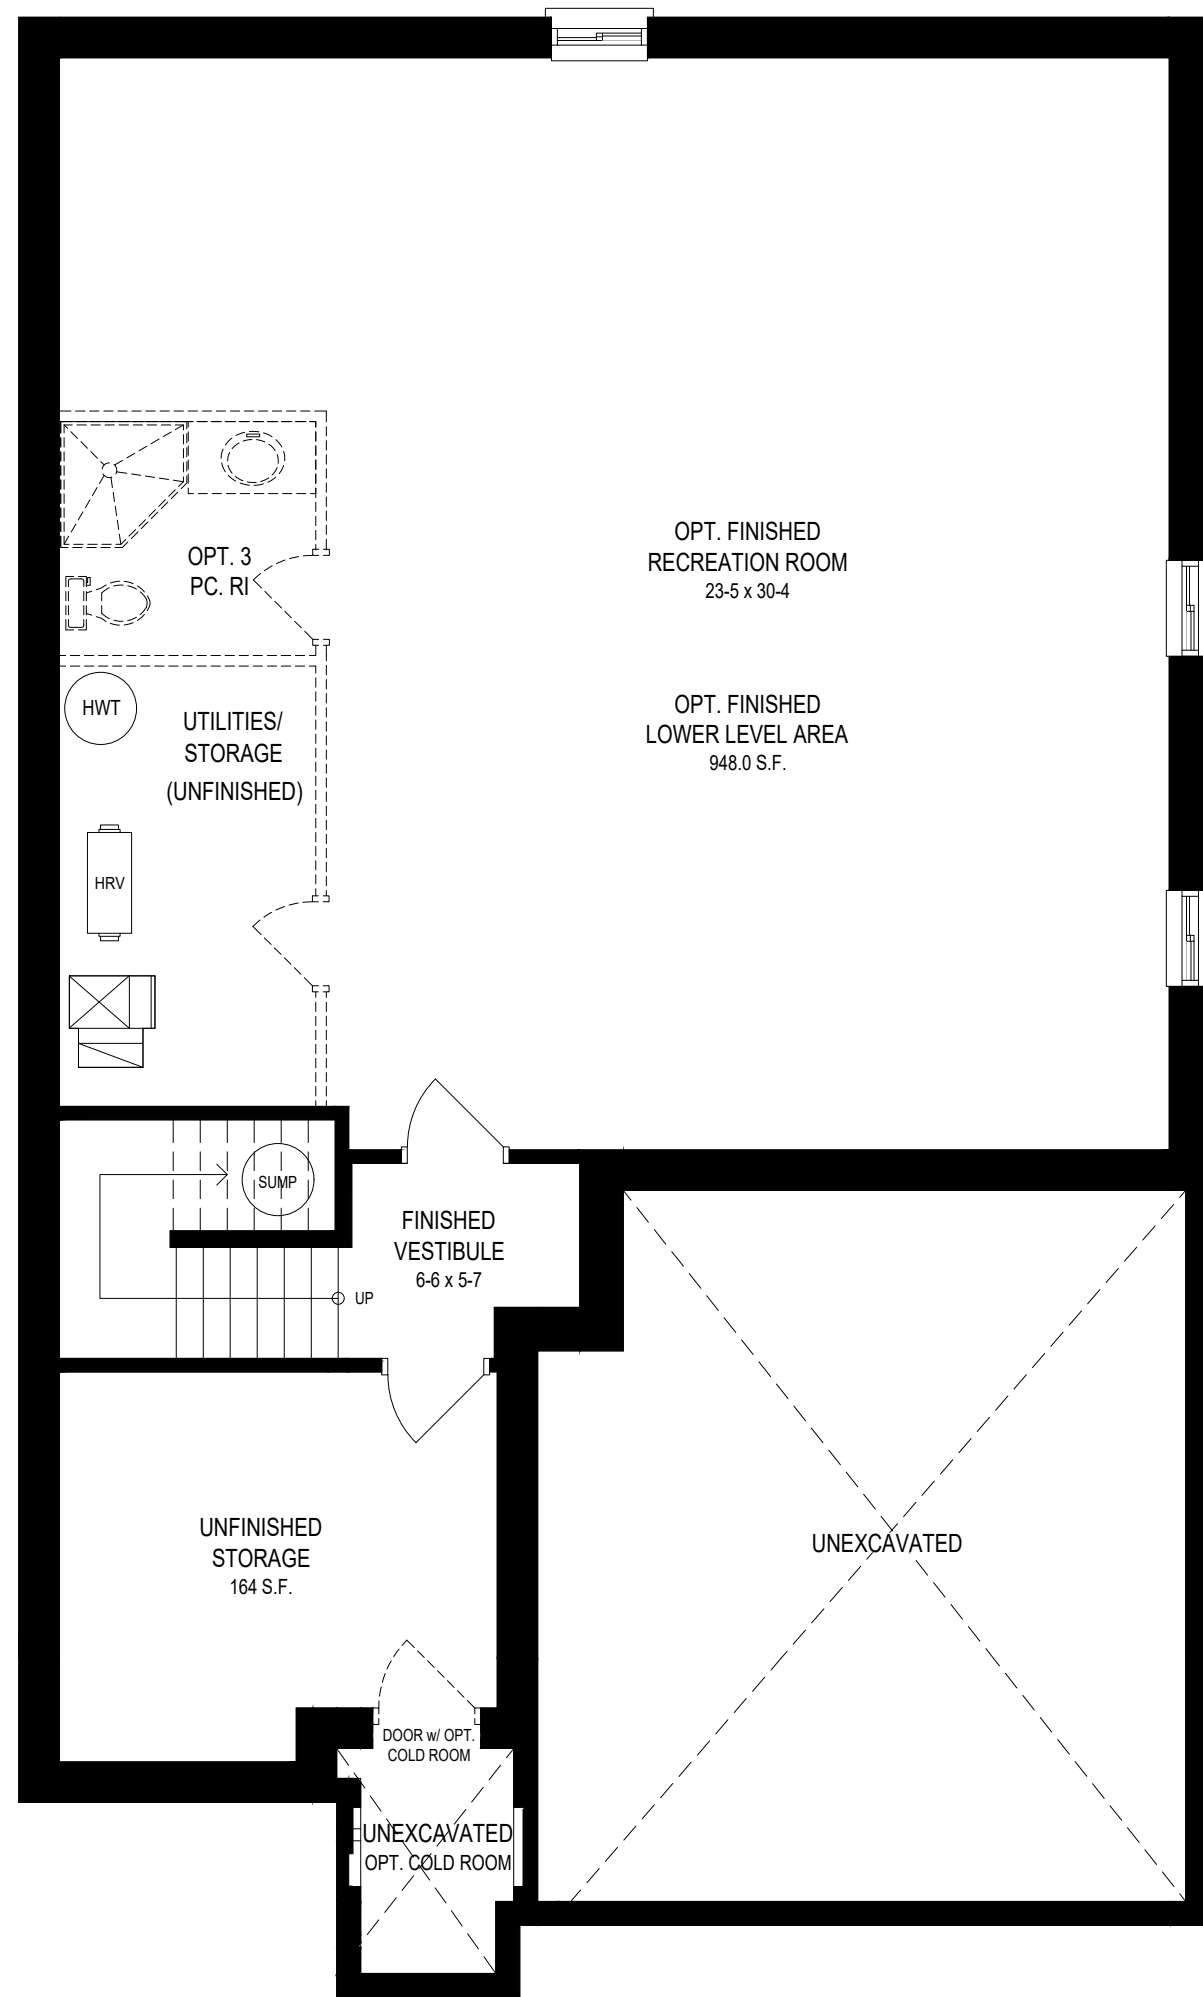 OPT. 3
PC. RI
OPT. FINISHED
RECREATION ROOM
23-5 x 30-4
OPT. FINISHED
LOWER LEVEL AREA
948.0 S.F.
HWT
UTILITIES/
STORAGE
(UNFINISHED)
HRV
SUMP
FINISHED
VESTIBULE
6-6 x 5-7
UP
UNFINISHED
STORAGE
164 S.F.
UNEXCAVATED
DOOR w/ OPT.
COLD ROOM
UNEXCAVATED
OPT. COLD ROOM